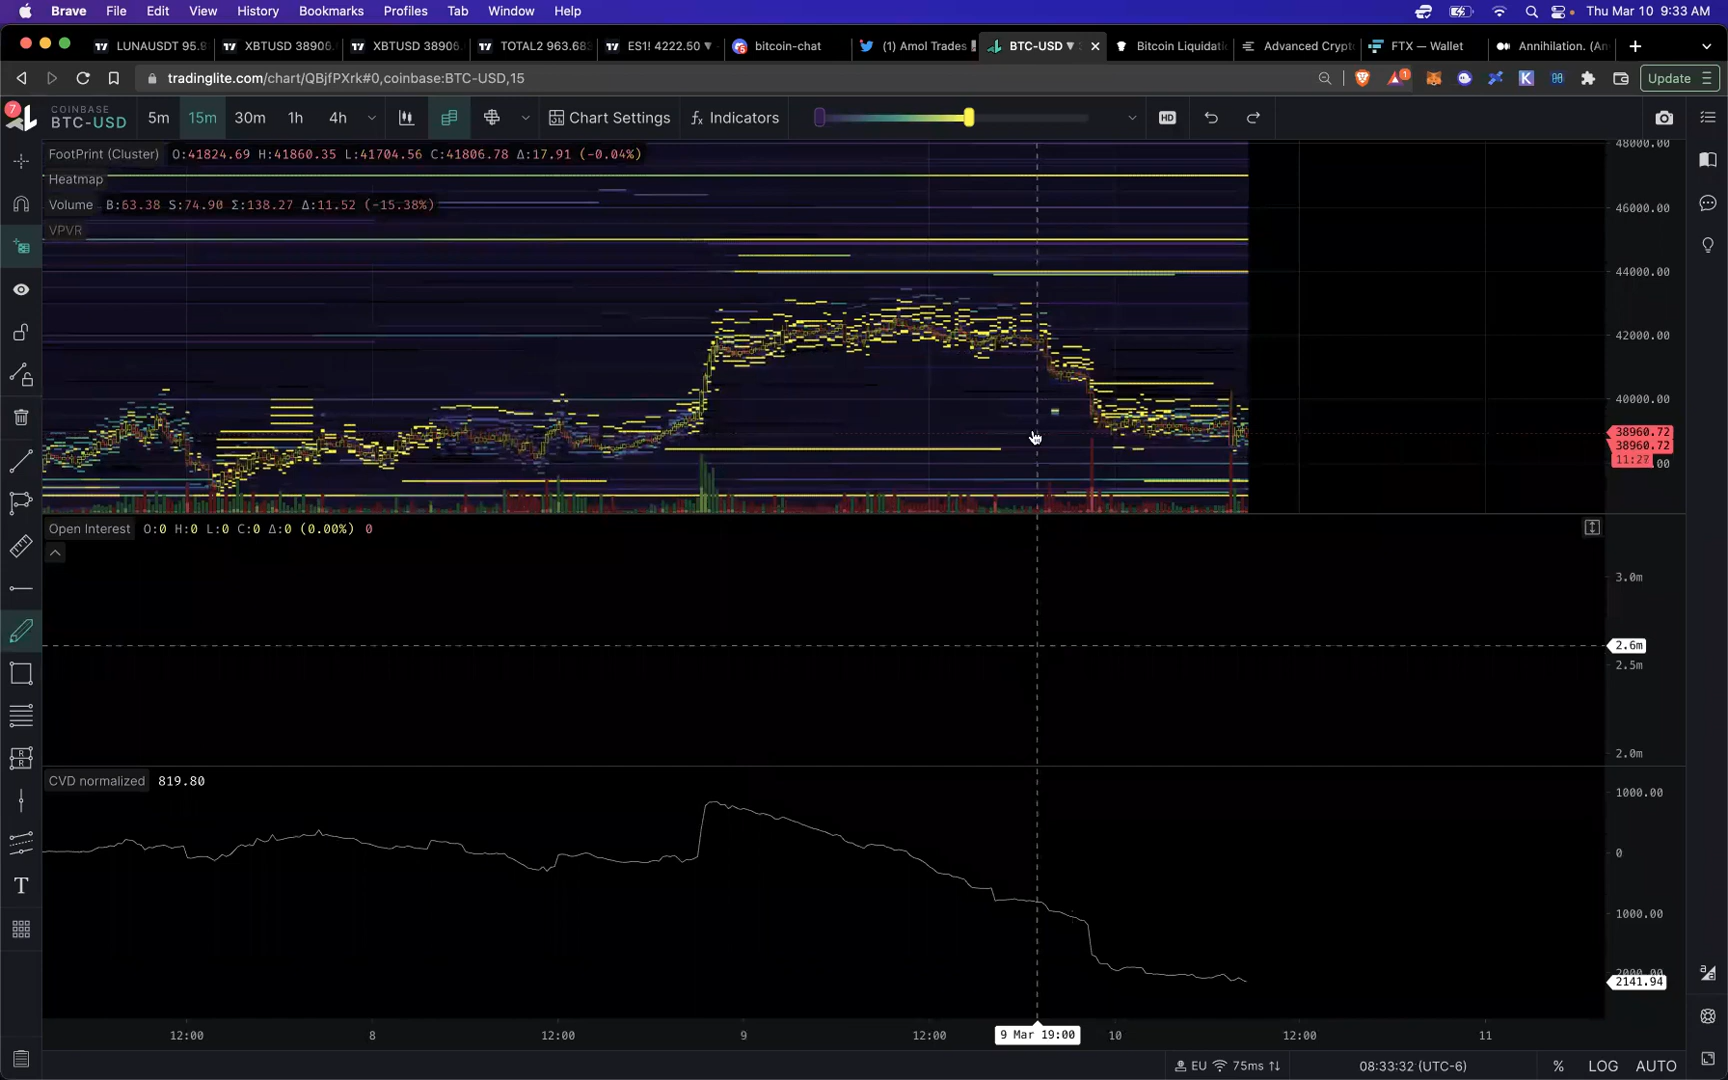 Brave File Edit View History Bookmarks Profiles Tab Window Help Thu Mar 10 9:33 AM
LUNAUSDT 95.9 XBTUSD 38906. XBTUSD 38906. TOTAL2 963.683 ES1! 4222.50 ▼ bitcoin-chat (1) Amol Trades BTC-USD ▼ Bitcoin Liquidati Advanced Crypt FTX — Wallet Annihilation. (An
tradinglite.com/chart/QBjfPXrk#0,coinbase:BTC-USD,15 1 Update
7 COINBASE
BTC-USD 5m 15m 30m 1h 4h Chart Settings fx Indicators HD
FootPrint (Cluster) O:41824.69 H:41860.35 L:41704.56 C:41806.78 Δ:17.91 (-0.04%)
Heatmap
Volume B:63.38 S:74.90 Σ:138.27 Δ:11.52 (-15.38%)
VPVR
48000.00
46000.00
44000.00
42000.00
40000.00
38960.72
38960.72
11:27
Open Interest O:0 H:0 L:0 C:0 Δ:0 (0.00%) 0
3.0m
2.6m
2.5m
2.0m
CVD normalized 819.80
1000.00
0
1000.00
2141.94
T
R
R
12:00 8 12:00 9 12:00 9 Mar 19:00 10 12:00 11
EU 75ms 08:33:32 (UTC-6) % LOG AUTO